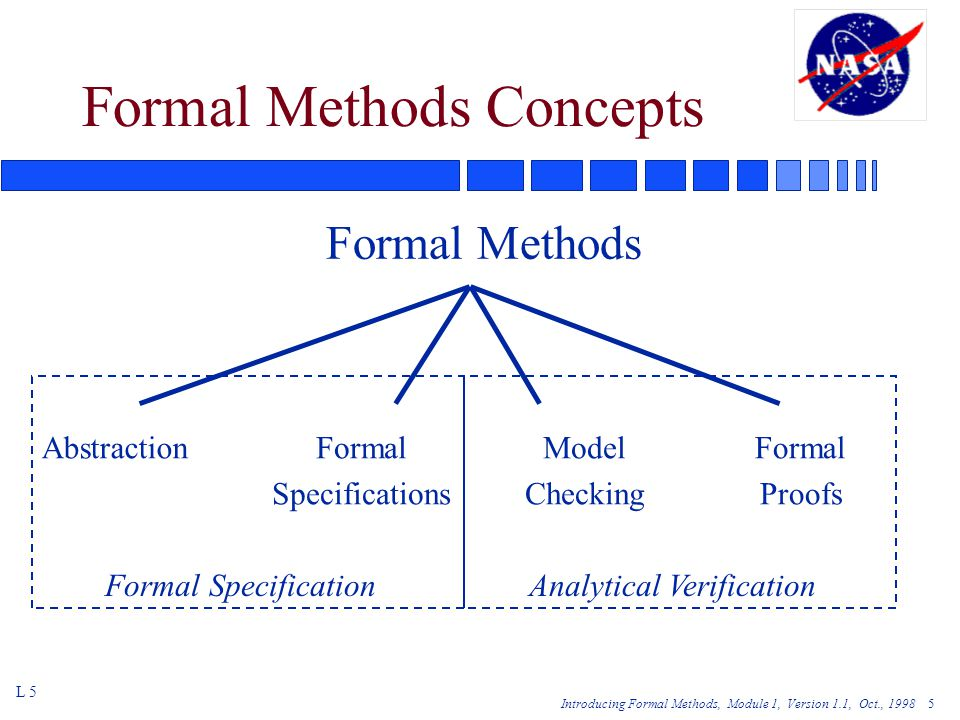 NASA
Formal Methods Concepts
Formal Methods
Abstraction Formal Model Formal
Specifications Checking Proofs
Formal Specification Analytical Verification
L 5
Introducing Formal Methods, Module 1, Version 1.1, Oct., 1998 5